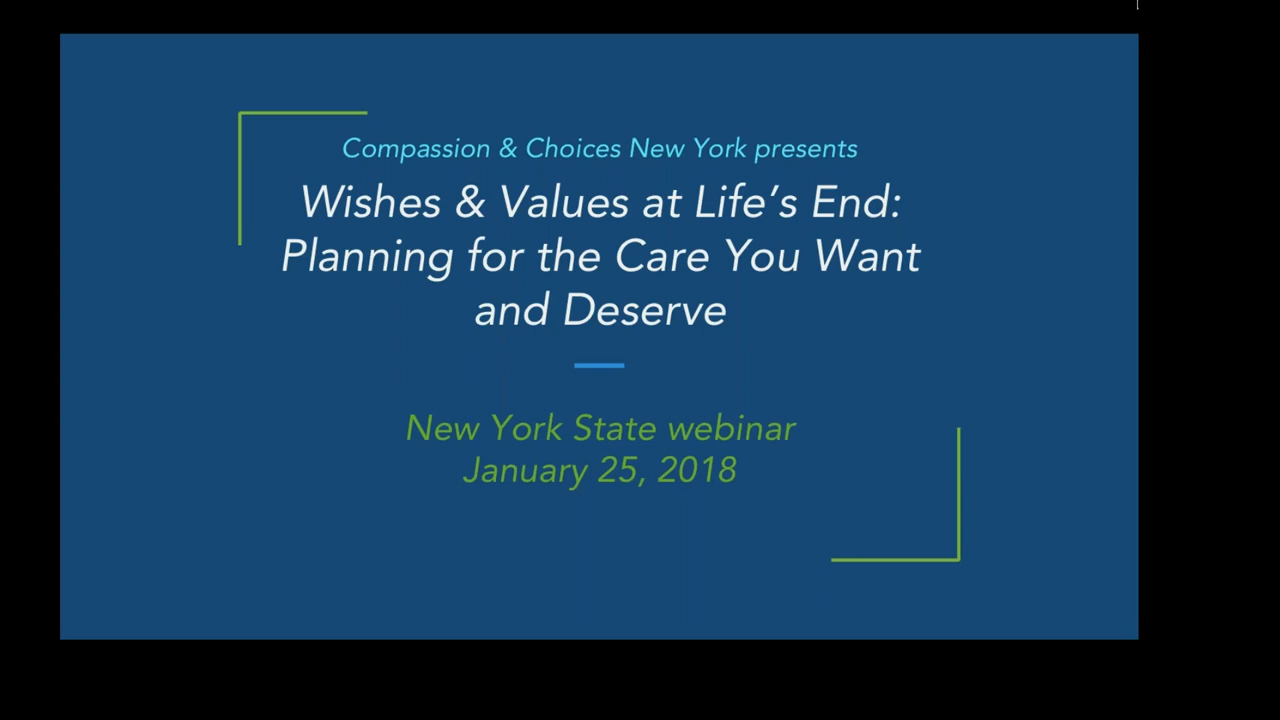 Compassion & Choices New York presents
Wishes & Values at Life’s End:
Planning for the Care You Want
and Deserve
New York State webinar
January 25, 2018